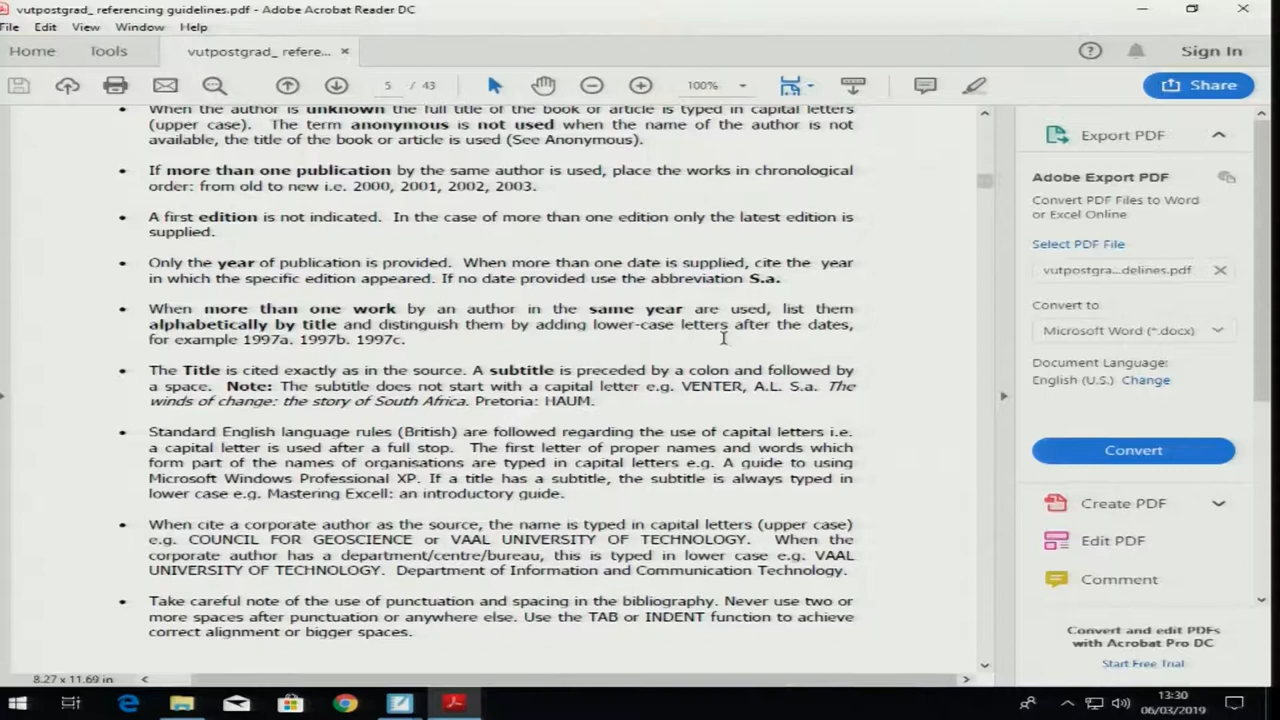 vutpostgrad_ referencing guidelines.pdf - Adobe Acrobat Reader DC
File Edit View Window Help
Home Tools vutpostgrad_ refere... × Sign In
5 / 43 100% Share
When the author is unknown the full title of the book or article is typed in capital letters
(upper case). The term anonymous is not used when the name of the author is not
available, the title of the book or article is used (See Anonymous).
• If more than one publication by the same author is used, place the works in chronological
order: from old to new i.e. 2000, 2001, 2002, 2003.
• A first edition is not indicated. In the case of more than one edition only the latest edition is
supplied.
• Only the year of publication is provided. When more than one date is supplied, cite the year
in which the specific edition appeared. If no date provided use the abbreviation S.a.
• When more than one work by an author in the same year are used, list them
alphabetically by title and distinguish them by adding lower-case letters after the dates,
for example 1997a. 1997b. 1997c.
• The Title is cited exactly as in the source. A subtitle is preceded by a colon and followed by
a space. Note: The subtitle does not start with a capital letter e.g. VENTER, A.L. S.a. The
winds of change: the story of South Africa. Pretoria: HAUM.
• Standard English language rules (British) are followed regarding the use of capital letters i.e.
a capital letter is used after a full stop. The first letter of proper names and words which
form part of the names of organisations are typed in capital letters e.g. A guide to using
Microsoft Windows Professional XP. If a title has a subtitle, the subtitle is always typed in
lower case e.g. Mastering Excell: an introductory guide.
• When cite a corporate author as the source, the name is typed in capital letters (upper case)
e.g. COUNCIL FOR GEOSCIENCE or VAAL UNIVERSITY OF TECHNOLOGY. When the
corporate author has a department/centre/bureau, this is typed in lower case e.g. VAAL
UNIVERSITY OF TECHNOLOGY. Department of Information and Communication Technology.
• Take careful note of the use of punctuation and spacing in the bibliography. Never use two or
more spaces after punctuation or anywhere else. Use the TAB or INDENT function to achieve
correct alignment or bigger spaces.
8.27 x 11.69 in
Export PDF
Adobe Export PDF
Convert PDF Files to Word
or Excel Online
Select PDF File
vutpostgra...delines.pdf ×
Convert to
Microsoft Word (*.docx)
Document Language:
English (U.S.) Change
Convert
Create PDF
Edit PDF
Comment
Convert and edit PDFs
with Acrobat Pro DC
Start Free Trial
13:30
06/03/2019